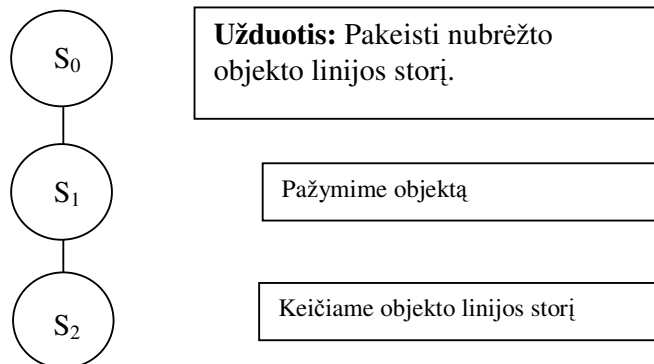 S₀
Užduotis: Pakeisti nubrėžto
objekto linijos storį.
S₁
Pažymime objektą
S₂
Keičiame objekto linijos storį